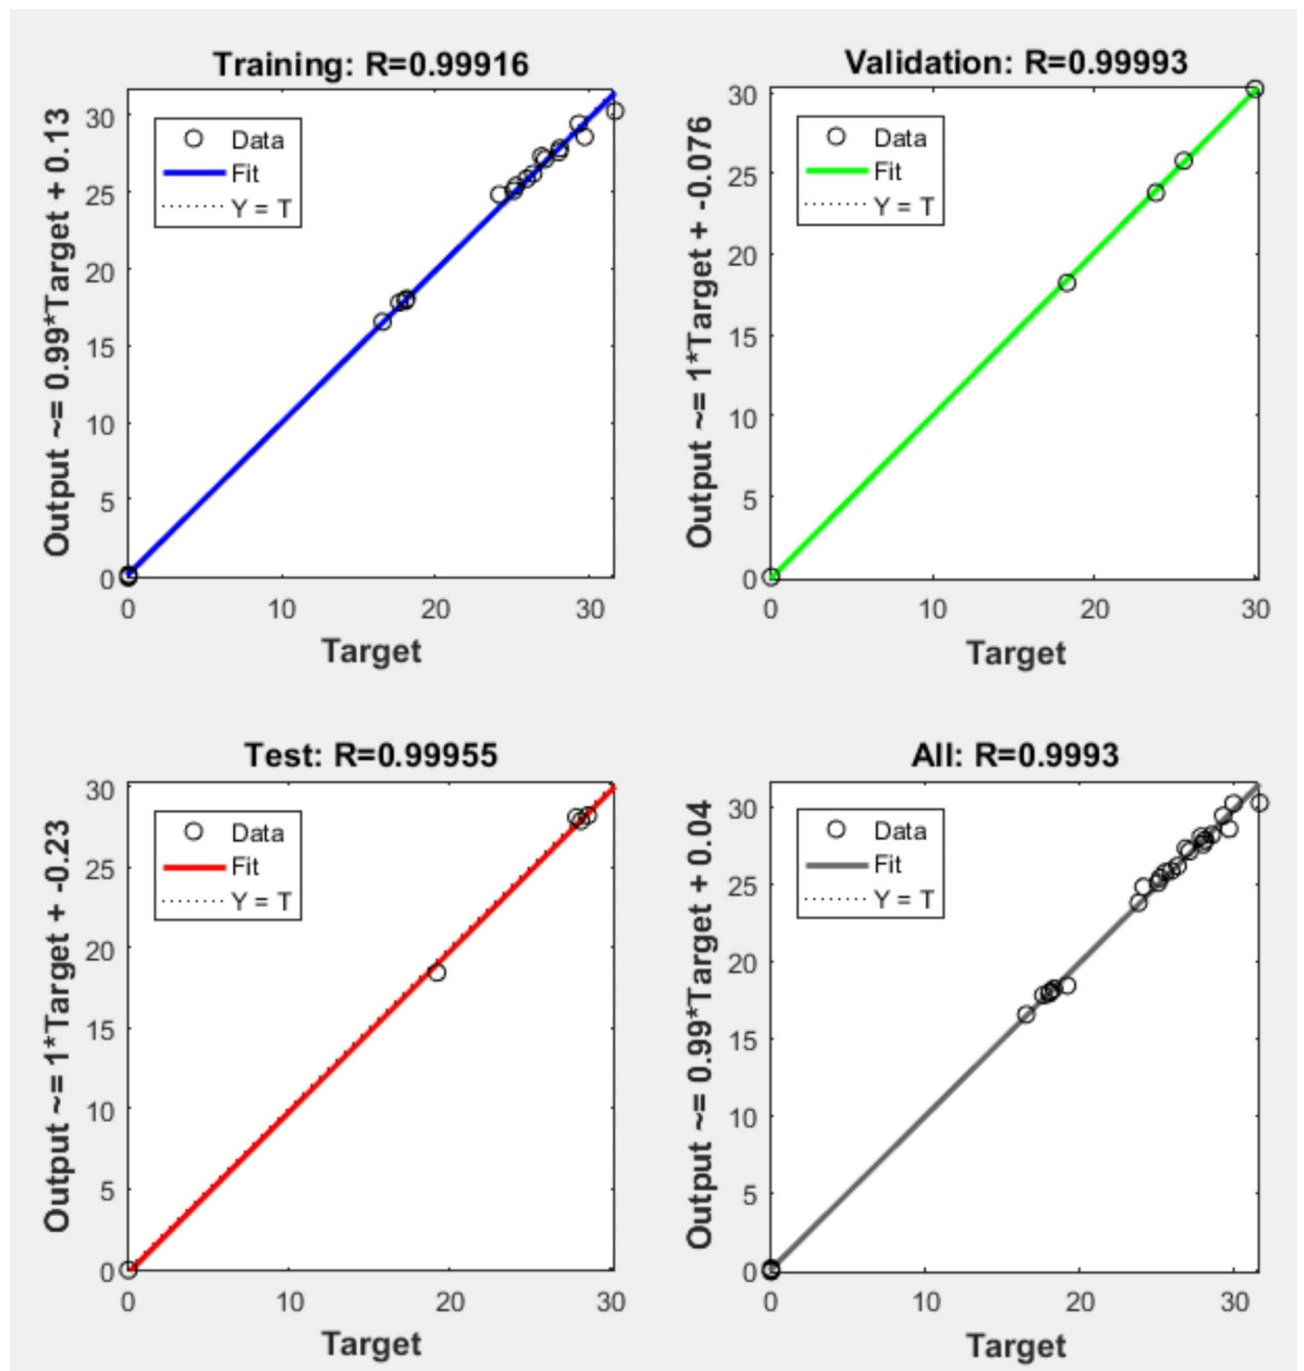 Training: R=0.99916
Output ~= 0.99*Target + 0.13
30
25
20
15
10
5
0
Data
Fit
Y = T
0 10 20 30
Target
Validation: R=0.99993
Output ~= 1*Target + -0.076
30
25
20
15
10
5
0
Data
Fit
Y = T
0 10 20 30
Target
Test: R=0.99955
Output ~= 1*Target + -0.23
30
25
20
15
10
5
0
Data
Fit
Y = T
0 10 20 30
Target
All: R=0.9993
Output ~= 0.99*Target + 0.04
30
25
20
15
10
5
0
Data
Fit
Y = T
0 10 20 30
Target